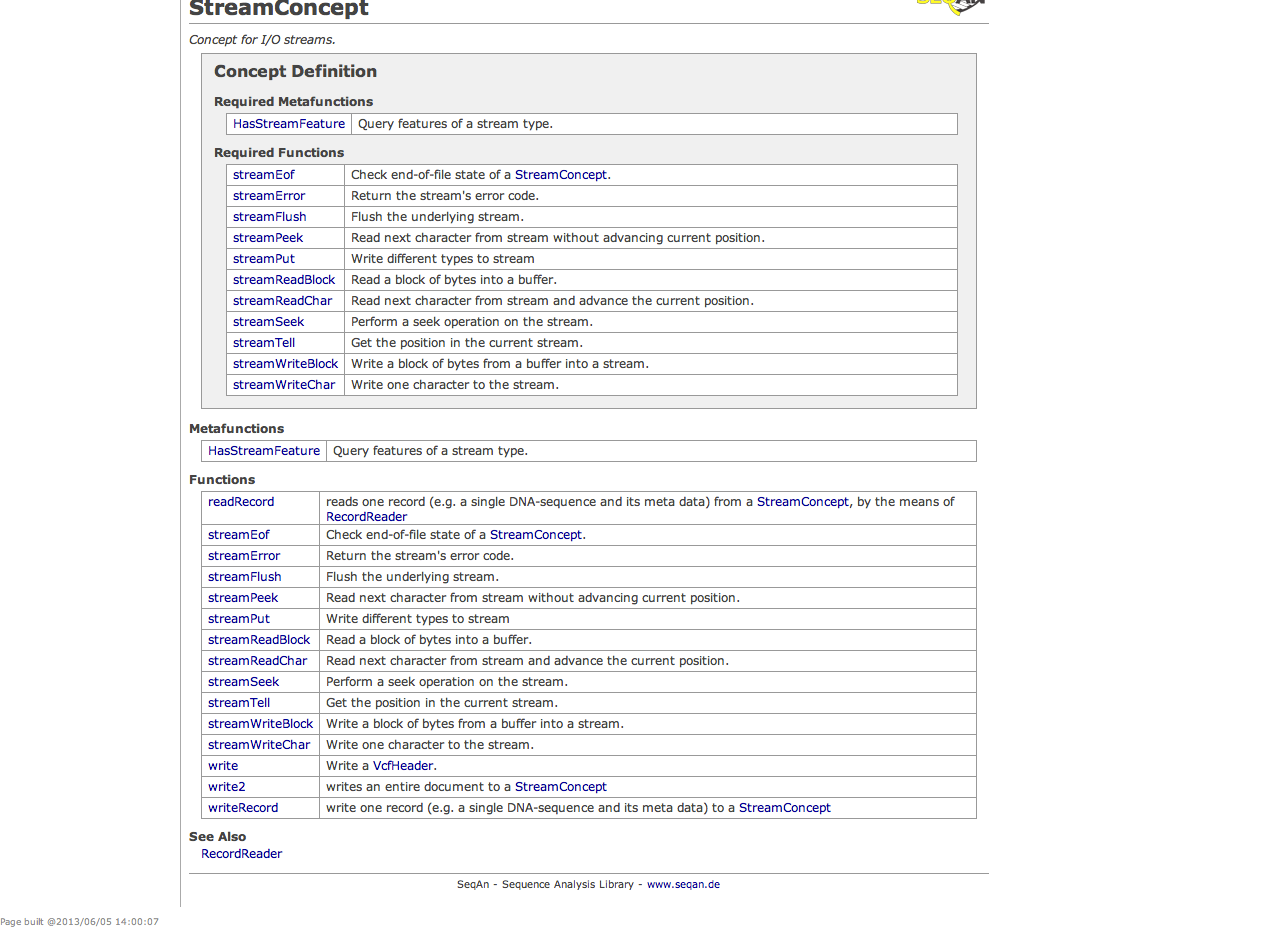 StreamConcept
Concept for I/O streams.
Concept Definition
Required Metafunctions
HasStreamFeature Query features of a stream type.
Required Functions
streamEof Check end-of-file state of a StreamConcept.
streamError Return the stream's error code.
streamFlush Flush the underlying stream.
streamPeek Read next character from stream without advancing current position.
streamPut Write different types to stream
streamReadBlock Read a block of bytes into a buffer.
streamReadChar Read next character from stream and advance the current position.
streamSeek Perform a seek operation on the stream.
streamTell Get the position in the current stream.
streamWriteBlock Write a block of bytes from a buffer into a stream.
streamWriteChar Write one character to the stream.
Metafunctions
HasStreamFeature Query features of a stream type.
Functions
readRecord reads one record (e.g. a single DNA-sequence and its meta data) from a StreamConcept, by the means of
RecordReader
streamEof Check end-of-file state of a StreamConcept.
streamError Return the stream's error code.
streamFlush Flush the underlying stream.
streamPeek Read next character from stream without advancing current position.
streamPut Write different types to stream
streamReadBlock Read a block of bytes into a buffer.
streamReadChar Read next character from stream and advance the current position.
streamSeek Perform a seek operation on the stream.
streamTell Get the position in the current stream.
streamWriteBlock Write a block of bytes from a buffer into a stream.
streamWriteChar Write one character to the stream.
write Write a VcfHeader.
write2 writes an entire document to a StreamConcept
writeRecord write one record (e.g. a single DNA-sequence and its meta data) to a StreamConcept
See Also
RecordReader
SeqAn - Sequence Analysis Library - www.seqan.de
Page built @2013/06/05 14:00:07